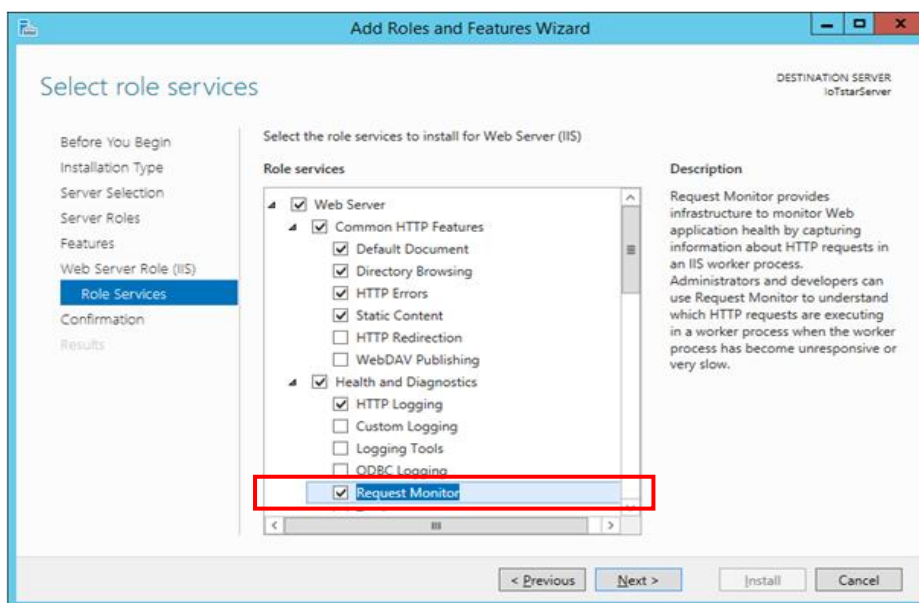 Add Roles and Features Wizard
Select role services
DESTINATION SERVER
IoTstarServer
Before You Begin
Installation Type
Server Selection
Server Roles
Features
Web Server Role (IIS)
Role Services
Confirmation
Results
Select the role services to install for Web Server (IIS)
Role services
Web Server
Common HTTP Features
Default Document
Directory Browsing
HTTP Errors
Static Content
HTTP Redirection
WebDAV Publishing
Health and Diagnostics
HTTP Logging
Custom Logging
Logging Tools
ODBC Logging
Request Monitor
Description
Request Monitor provides
infrastructure to monitor Web
application health by capturing
information about HTTP requests in
an IIS worker process.
Administrators and developers can
use Request Monitor to understand
which HTTP requests are executing
in a worker process when the worker
process has become unresponsive or
very slow.
< Previous
Next >
Install
Cancel